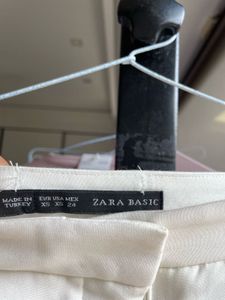 MADE IN
TURKEY
EUR USA MEX
XS XS 24
ZARA BASIC